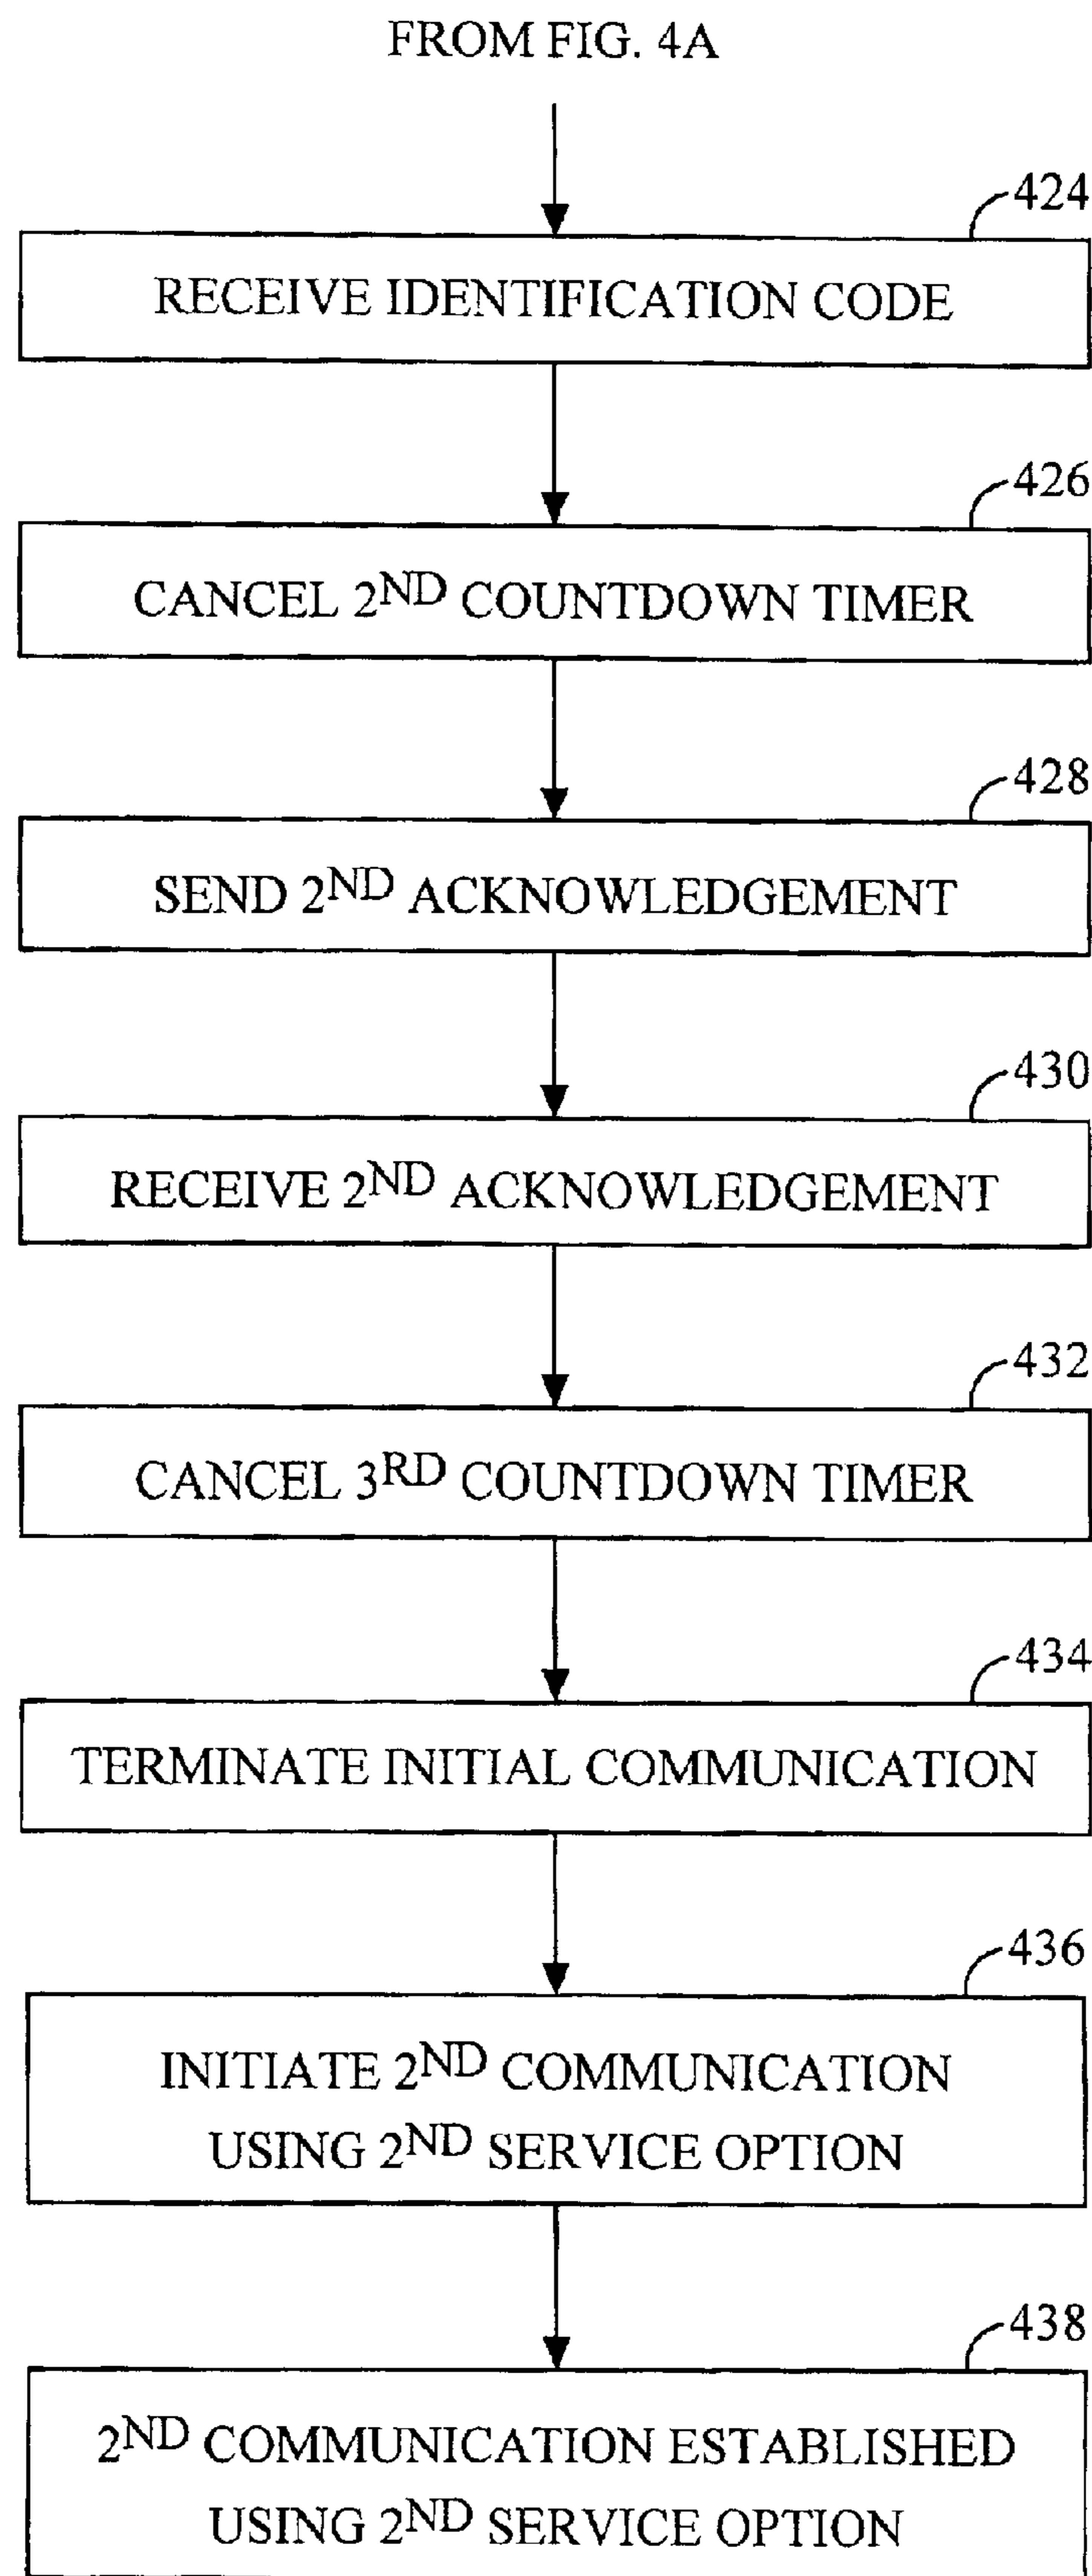 FROM FIG. 4A
424
RECEIVE IDENTIFICATION CODE
426
CANCEL 2ND COUNTDOWN TIMER
428
SEND 2ND ACKNOWLEDGEMENT
430
RECEIVE 2ND ACKNOWLEDGEMENT
432
CANCEL 3RD COUNTDOWN TIMER
434
TERMINATE INITIAL COMMUNICATION
436
INITIATE 2ND COMMUNICATION
USING 2ND SERVICE OPTION
438
2ND COMMUNICATION ESTABLISHED
USING 2ND SERVICE OPTION